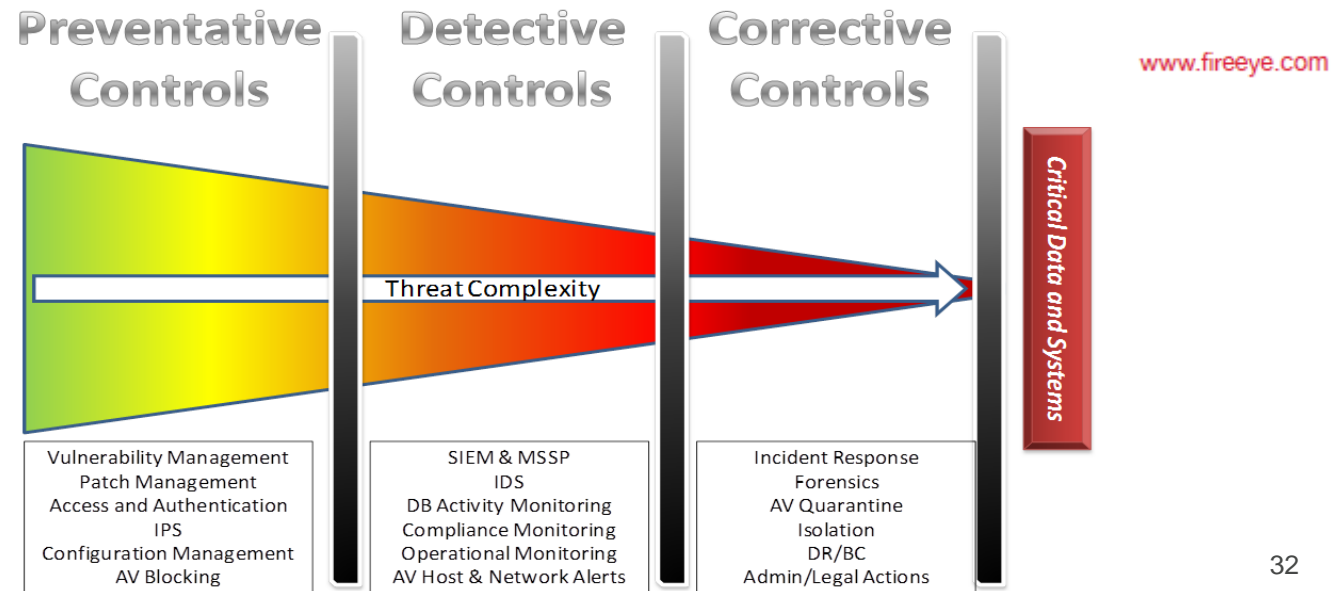 Preventative
Controls
Detective
Controls
Corrective
Controls
www.fireeye.com
Threat Complexity
Critical Data and Systems
Vulnerability Management
Patch Management
Access and Authentication
IPS
Configuration Management
AV Blocking
SIEM & MSSP
IDS
DB Activity Monitoring
Compliance Monitoring
Operational Monitoring
AV Host & Network Alerts
Incident Response
Forensics
AV Quarantine
Isolation
DR/BC
Admin/Legal Actions
32